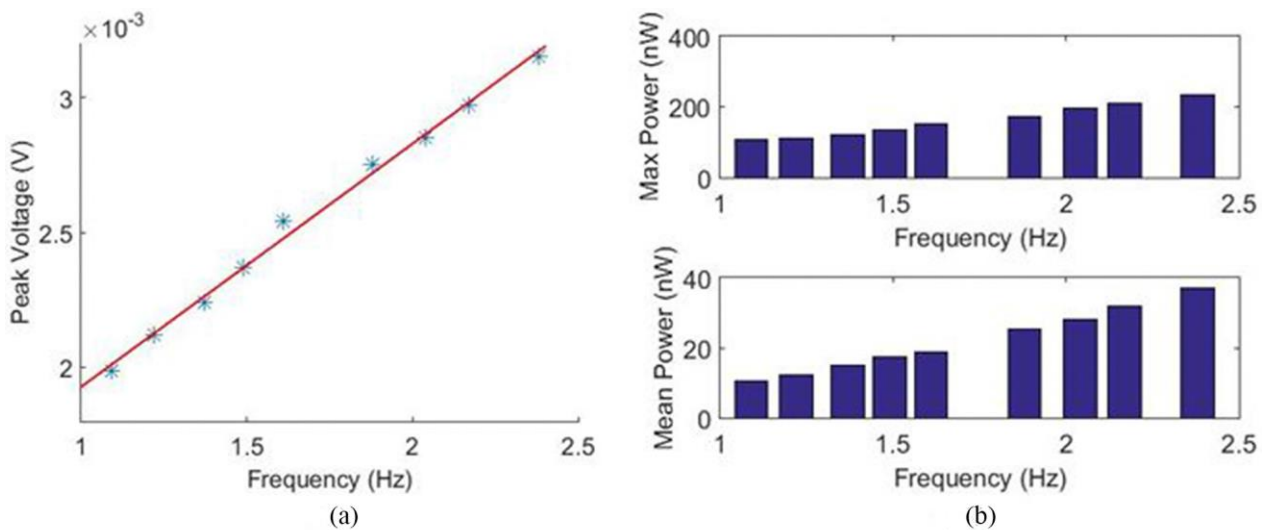 ×10⁻³
3
2.5
2
Peak Voltage (V)
1 1.5 2 2.5
Frequency (Hz)
(a)
400
200
0
Max Power (nW)
1 1.5 2 2.5
Frequency (Hz)
40
20
0
Mean Power (nW)
1 1.5 2 2.5
Frequency (Hz)
(b)